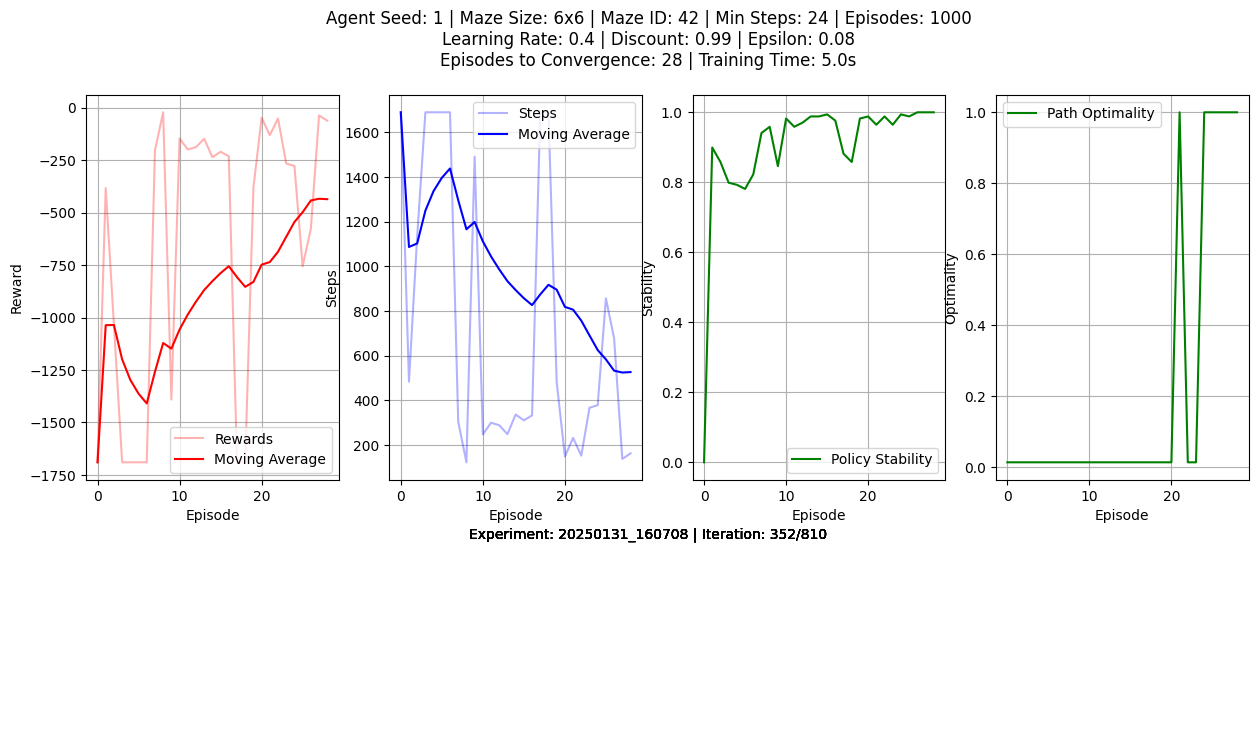 Agent Seed: 1 | Maze Size: 6x6 | Maze ID: 42 | Min Steps: 24 | Episodes: 1000
Learning Rate: 0.4 | Discount: 0.99 | Epsilon: 0.08
Episodes to Convergence: 28 | Training Time: 5.0s
Reward
0
−250
−500
−750
−1000
−1250
−1500
−1750
Rewards
Moving Average
0 10 20
Episode
Steps
1600
1400
1200
1000
800
600
400
200
Steps
Moving Average
0 10 20
Episode
Stability
1.0
0.8
0.6
0.4
0.2
0.0
Policy Stability
0 10 20
Episode
Optimality
1.0
0.8
0.6
0.4
0.2
0.0
Path Optimality
0 10 20
Episode
Experiment: 20250131_160708 | Iteration: 352/810